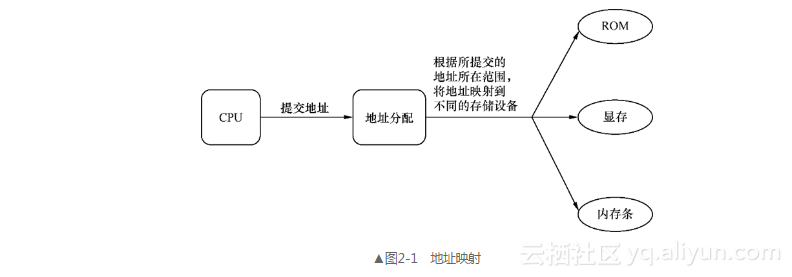 CPU
提交地址
地址分配
根据所提交的
地址所在范围,
将地址映射到
不同的存储设备
ROM
显存
内存条
▲图2-1 地址映射
云栖社区 yq.aliyun.com